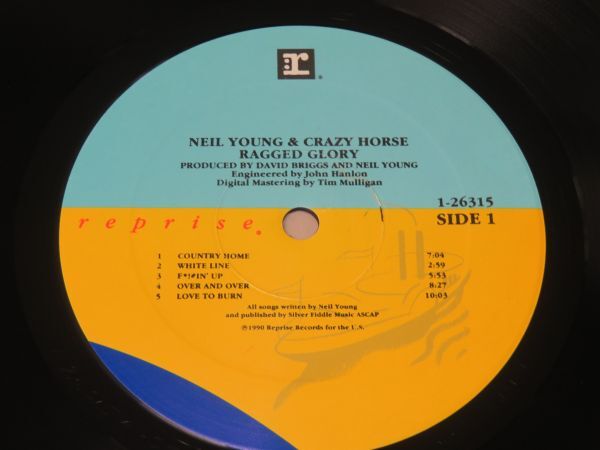 :r
NEIL YOUNG & CRAZY HORSE
RAGGED GLORY
PRODUCED BY DAVID BRIGGS AND NEIL YOUNG
Engineered by John Hanlon
Digital Mastering by Tim Mulligan
1-26315
reprise SIDE 1
1 COUNTRY HOME 7:04
2 WHITE LINE 2:59
3 F*!#IN' UP 5:53
4 OVER AND OVER 8:27
5 LOVE TO BURN 10:03
All songs written by Neil Young
and published by Silver Fiddle Music ASCAP
℗1990 Reprise Records for the U.S.